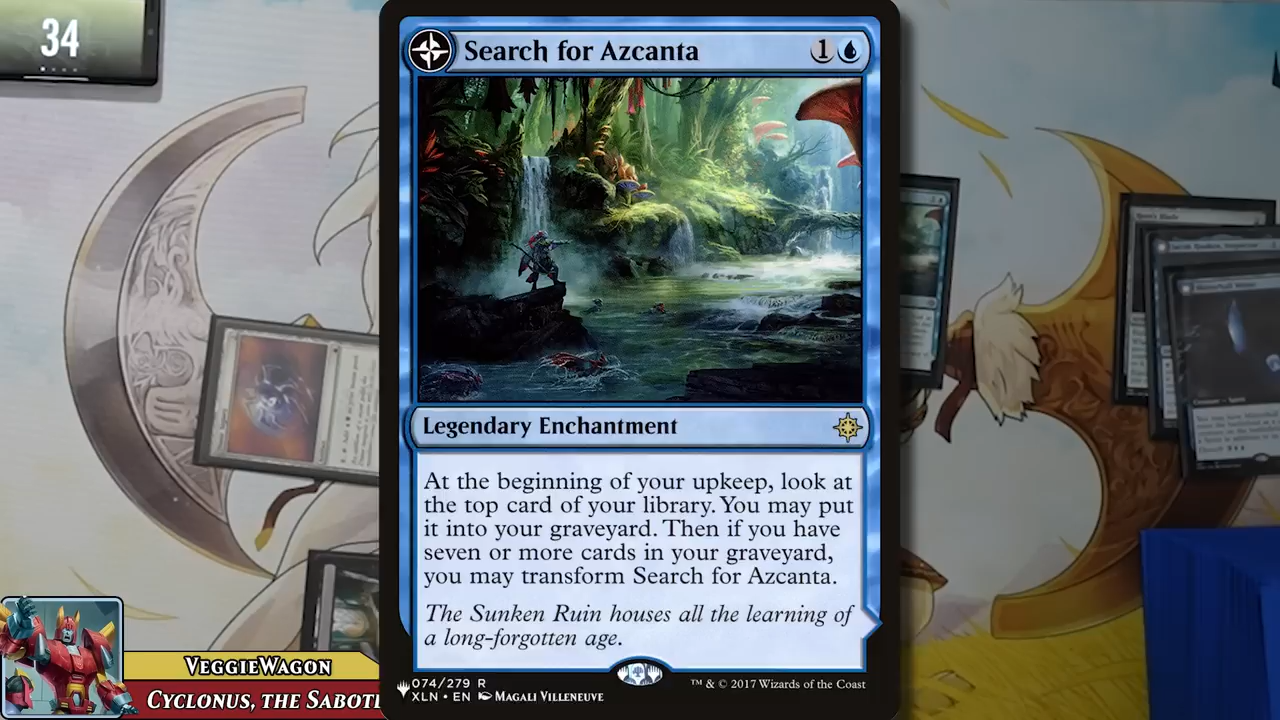 34
Search for Azcanta
1
Legendary Enchantment
At the beginning of your upkeep, look at
the top card of your library. You may put
it into your graveyard. Then if you have
seven or more cards in your graveyard,
you may transform Search for Azcanta.
The Sunken Ruin houses all the learning of
a long-forgotten age.
074/279 R
XLN • EN MAGALI VILLENEUVE
™ & © 2017 Wizards of the Coast
VEGGIEWAGON
CYCLONUS, THE SABOT